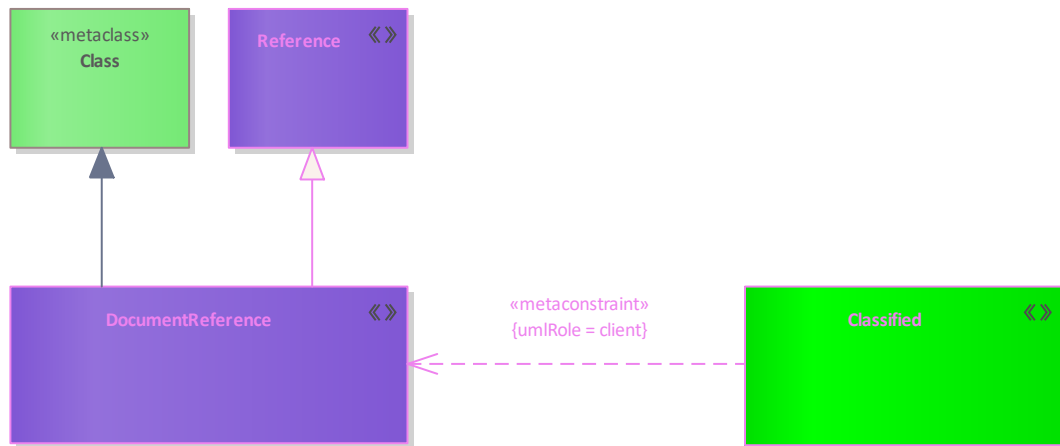 «metaclass»
Class
Reference
«»
DocumentReference
«»
«metaconstraint»
{umlRole = client}
Classified
«»